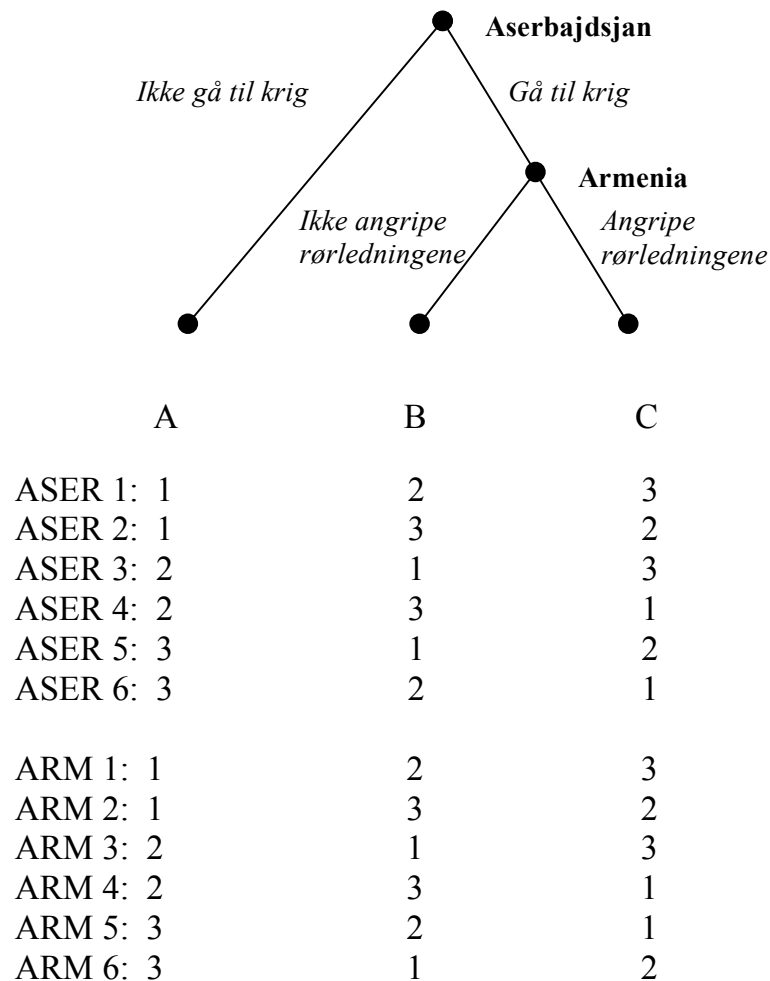 Aserbajdsjan
Ikke gå til krig
Gå til krig
Armenia
Ikke angripe
rørledningene
Angripe
rørledningene
A B C
ASER 1: 1 2 3
ASER 2: 1 3 2
ASER 3: 2 1 3
ASER 4: 2 3 1
ASER 5: 3 1 2
ASER 6: 3 2 1
ARM 1: 1 2 3
ARM 2: 1 3 2
ARM 3: 2 1 3
ARM 4: 2 3 1
ARM 5: 3 2 1
ARM 6: 3 1 2